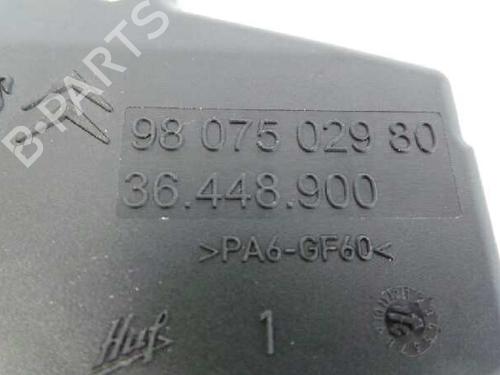 B-PARTS
98 075 029 80
36.448.900
>PA6-GF60<
Huf 1